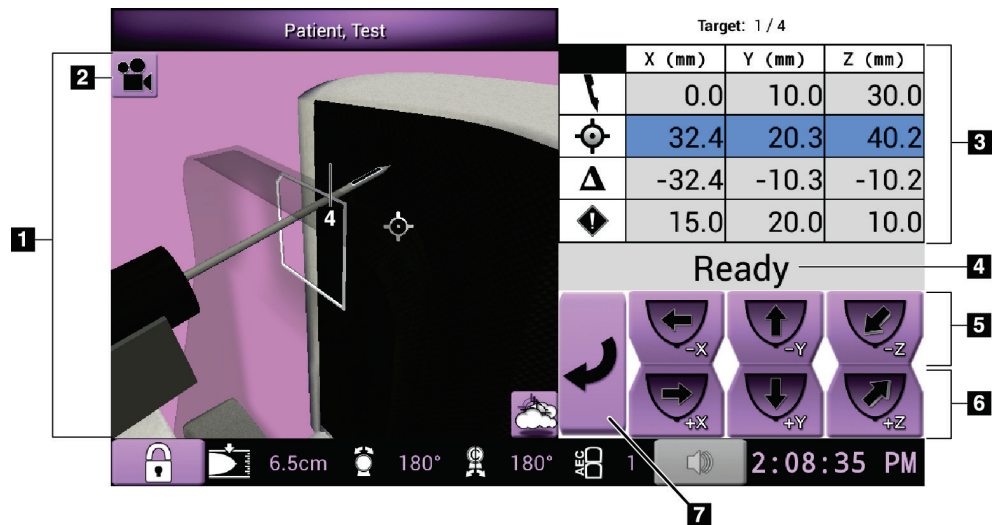 Patient, Test
Target: 1 / 4
X (mm) Y (mm) Z (mm)
0.0 10.0 30.0
32.4 20.3 40.2
Δ -32.4 -10.3 -10.2
! 15.0 20.0 10.0
Ready
-X -Y -Z
+X +Y +Z
4
6.5cm 180° C 180° AEC 1 2:08:35 PM
1
2
3
4
5
6
7